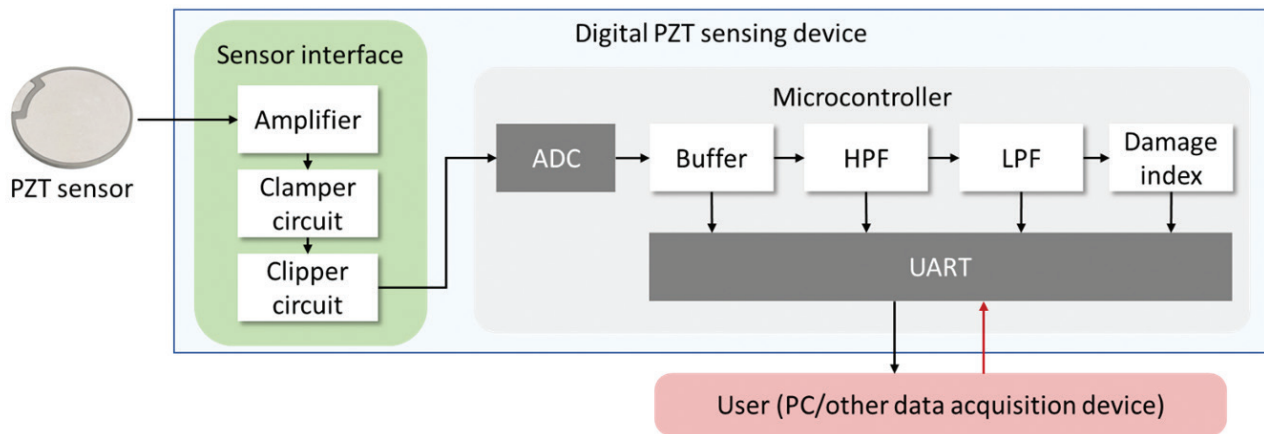 Digital PZT sensing device
Sensor interface
PZT sensor
Amplifier
Clamper
circuit
Clipper
circuit
Microcontroller
ADC
Buffer
HPF
LPF
Damage
index
UART
User (PC/other data acquisition device)